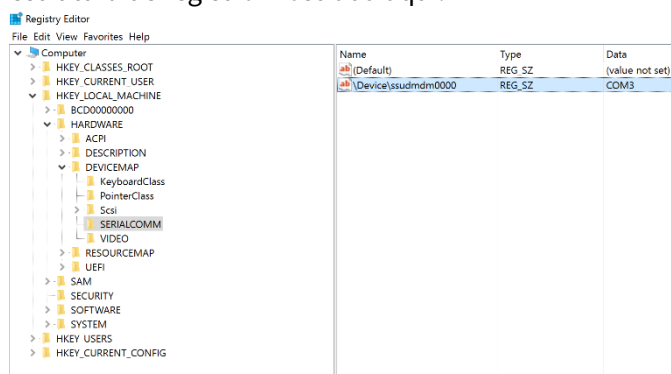 Registry Editor
File Edit View Favorites Help
Computer
HKEY_CLASSES_ROOT
HKEY_CURRENT_USER
HKEY_LOCAL_MACHINE
BCD00000000
HARDWARE
ACPI
DESCRIPTION
DEVICEMAP
KeyboardClass
PointerClass
Scsi
SERIALCOMM
VIDEO
RESOURCEMAP
UEFI
SAM
SECURITY
SOFTWARE
SYSTEM
HKEY_USERS
HKEY_CURRENT_CONFIG
Name Type Data
(Default) REG_SZ (value not set)
\Device\ssudmdm0000 REG_SZ COM3